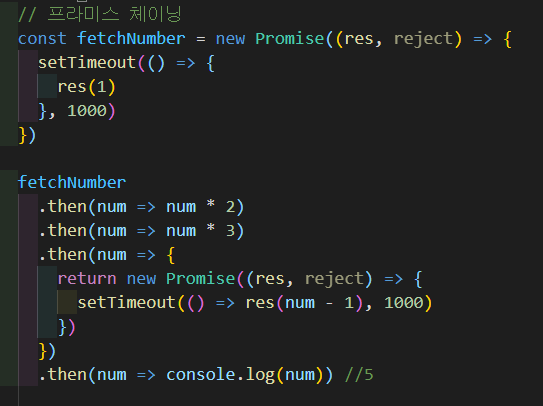 // 프라미스 체이닝
const fetchNumber = new Promise((res, reject) => {
  setTimeout(() => {
    res(1)
  }, 1000)
})

fetchNumber
  .then(num => num * 2)
  .then(num => num * 3)
  .then(num => {
    return new Promise((res, reject) => {
      setTimeout(() => res(num - 1), 1000)
    })
  })
  .then(num => console.log(num)) //5